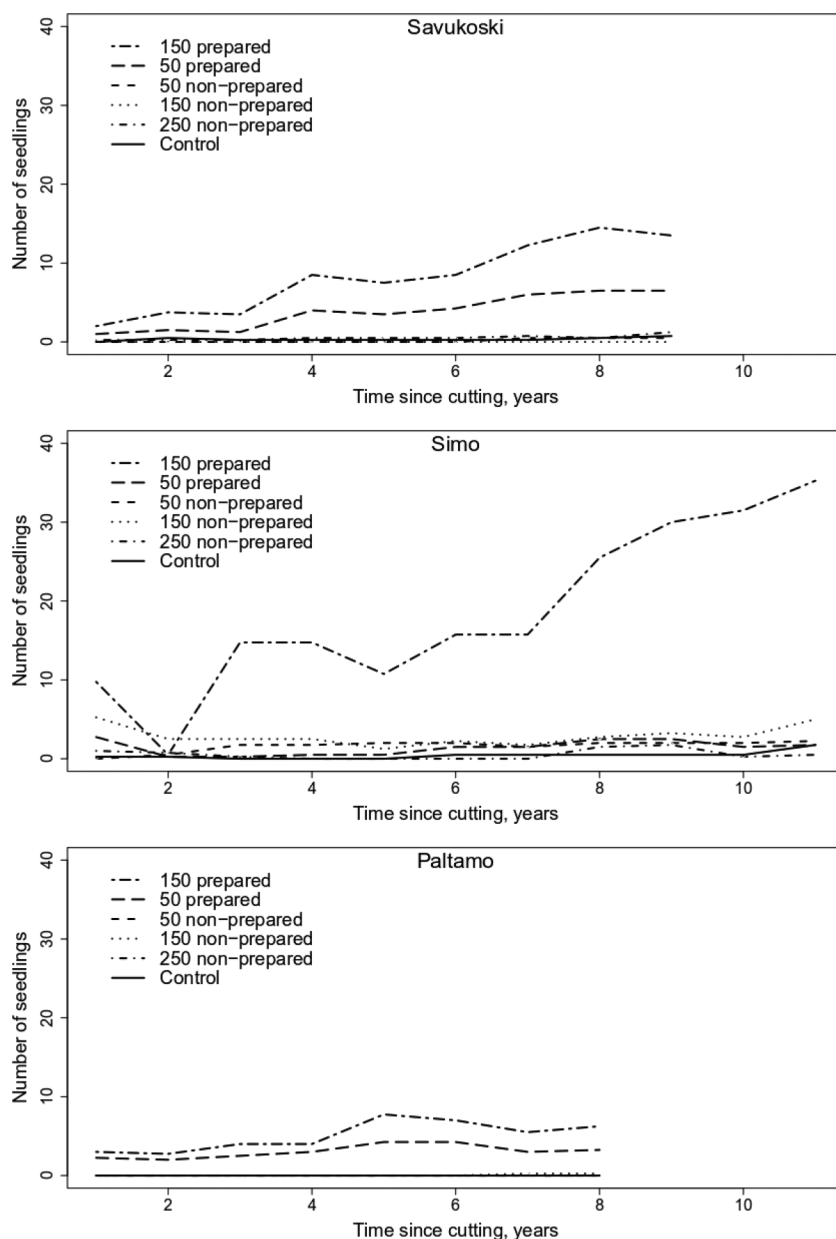 Savukoski
150 prepared
50 prepared
50 non−prepared
150 non−prepared
250 non−prepared
Control
Number of seedlings
40
30
20
10
0
2 4 6 8 10
Time since cutting, years
Simo
150 prepared
50 prepared
50 non−prepared
150 non−prepared
250 non−prepared
Control
Number of seedlings
40
30
20
10
0
2 4 6 8 10
Time since cutting, years
Paltamo
150 prepared
50 prepared
50 non−prepared
150 non−prepared
250 non−prepared
Control
Number of seedlings
40
30
20
10
0
2 4 6 8 10
Time since cutting, years